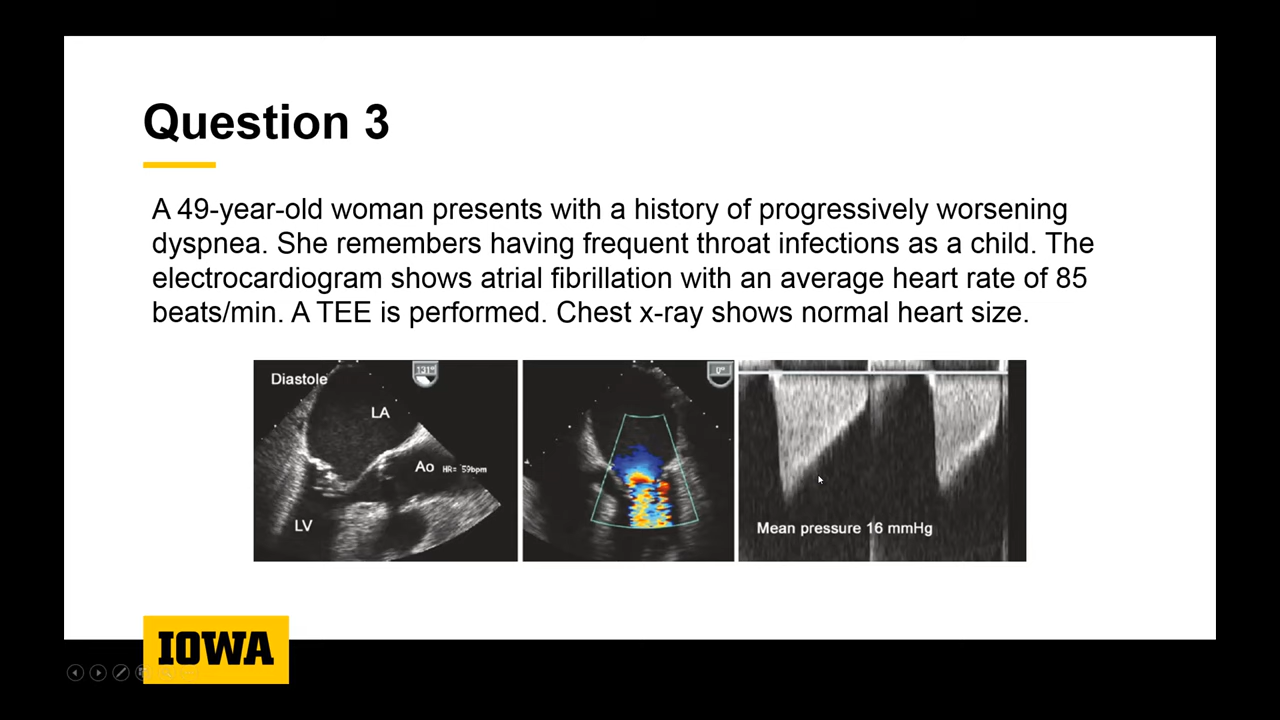 Question 3
A 49-year-old woman presents with a history of progressively worsening
dyspnea. She remembers having frequent throat infections as a child. The
electrocardiogram shows atrial fibrillation with an average heart rate of 85
beats/min. A TEE is performed. Chest x-ray shows normal heart size.
Diastole
131°
LA
Ao HR= 59bpm
LV
0°
Mean pressure 16 mmHg
IOWA